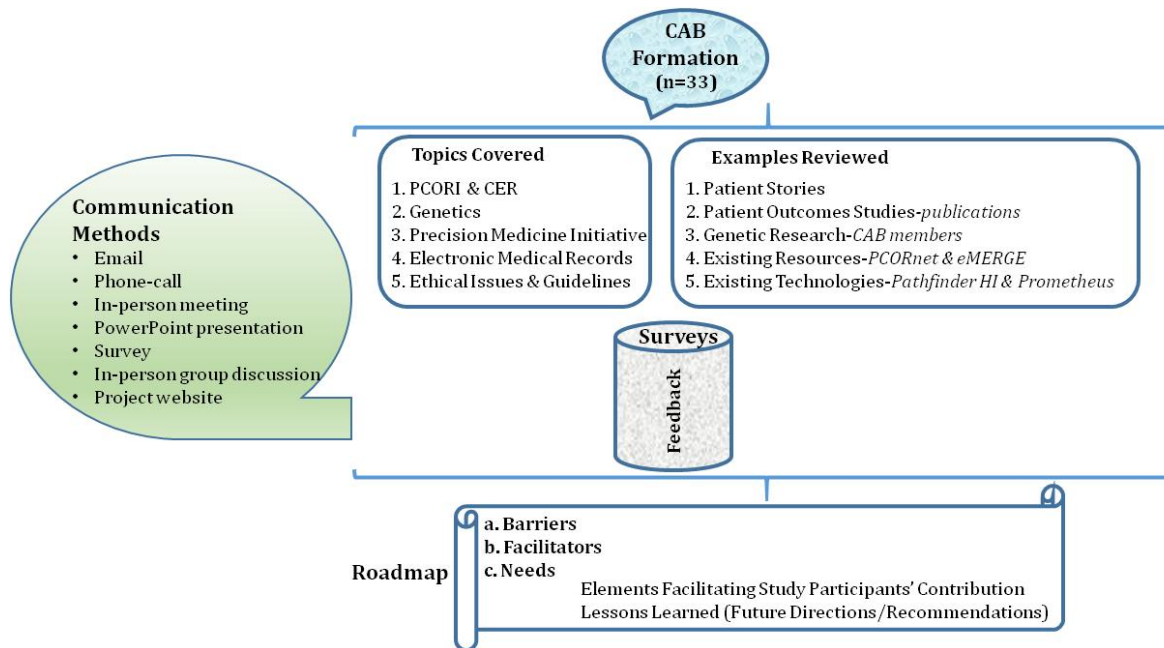 CAB
Formation
(n=33)
Communication
Methods
• Email
• Phone-call
• In-person meeting
• PowerPoint presentation
• Survey
• In-person group discussion
• Project website
Topics Covered
1. PCORI & CER
2. Genetics
3. Precision Medicine Initiative
4. Electronic Medical Records
5. Ethical Issues & Guidelines
Examples Reviewed
1. Patient Stories
2. Patient Outcomes Studies-publications
3. Genetic Research-CAB members
4. Existing Resources-PCORnet & eMERGE
5. Existing Technologies-Pathfinder HI & Prometheus
Surveys
Feedback
Roadmap
a. Barriers
b. Facilitators
c. Needs
Elements Facilitating Study Participants' Contribution
Lessons Learned (Future Directions/Recommendations)